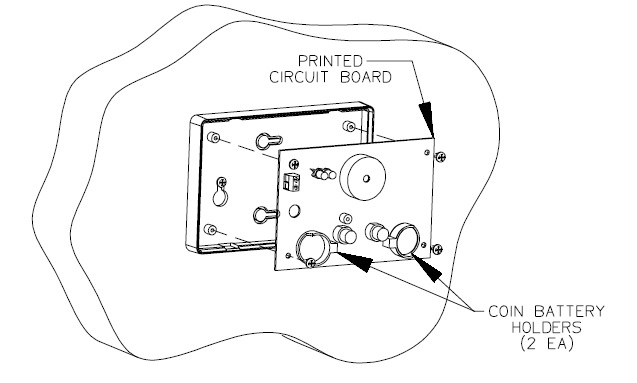 PRINTED
CIRCUIT BOARD
COIN BATTERY
HOLDERS
(2 EA)